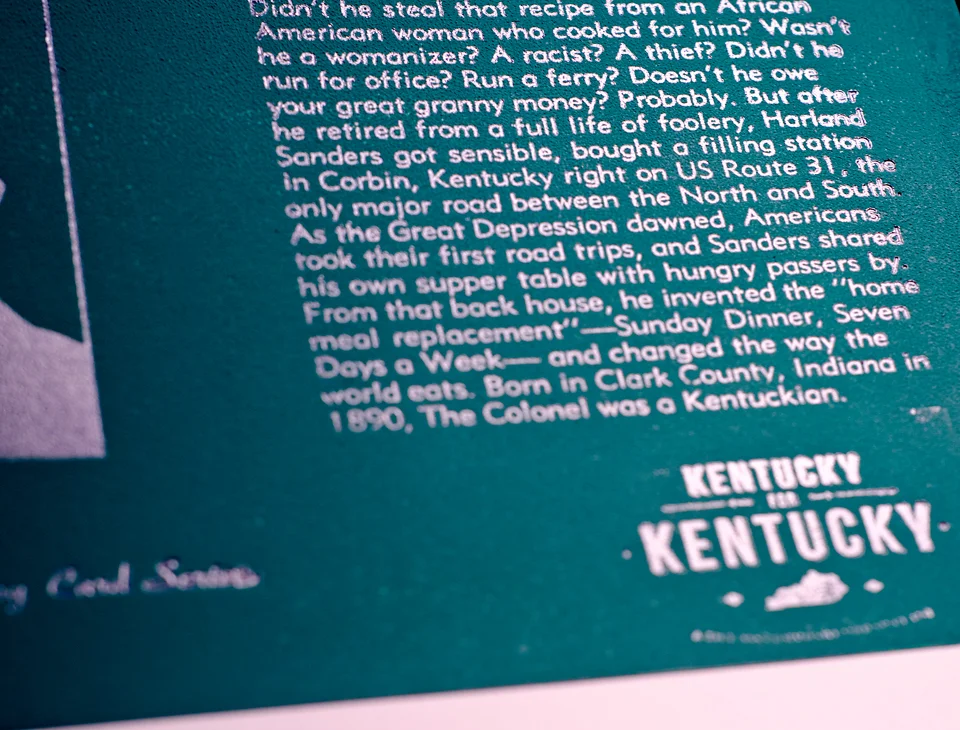 Didn't he steal that recipe from an African
American woman who cooked for him? Wasn't
he a womanizer? A racist? A thief? Didn't he
run for office? Run a ferry? Doesn't he owe
your great granny money? Probably. But after
he retired from a full life of foolery, Harland
Sanders got sensible, bought a filling station
in Corbin, Kentucky right on US Route 31, the
only major road between the North and South.
As the Great Depression dawned, Americans
took their first road trips, and Sanders shared
his own supper table with hungry passers by.
From that back house, he invented the "home
meal replacement"—Sunday Dinner, Seven
Days a Week— and changed the way the
world eats. Born in Clark County, Indiana in
1890, The Colonel was a Kentuckian.
KENTUCKY
FOR
KENTUCKY
Card Series